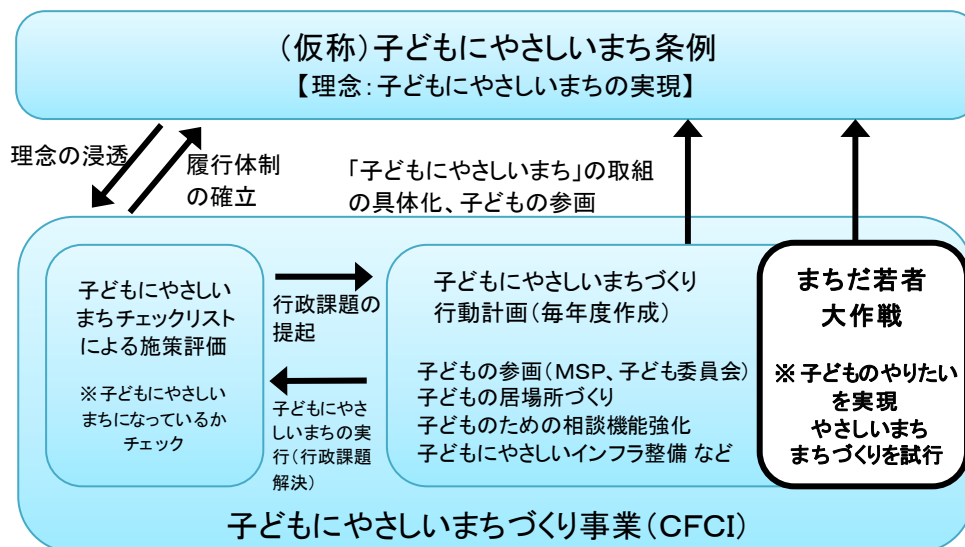 (仮称)子どもにやさしいまち条例
【理念:子どもにやさしいまちの実現】
理念の浸透
履行体制
の確立
「子どもにやさしいまち」の取組
の具体化、子どもの参画
子どもにやさしい
まちチェックリスト
による施策評価
※子どもにやさしい
まちになっているか
チェック
行政課題の
提起
子どもにやさ
しいまちの実
行(行政課題
解決)
子どもにやさしいまちづくり
行動計画(毎年度作成)
子どもの参画(MSP、子ども委員会)
子どもの居場所づくり
子どものための相談機能強化
子どもにやさしいインフラ整備 など
まちだ若者
大作戦
※子どものやりたい
を実現
やさしいまち
まちづくりを試行
子どもにやさしいまちづくり事業(CFCI)